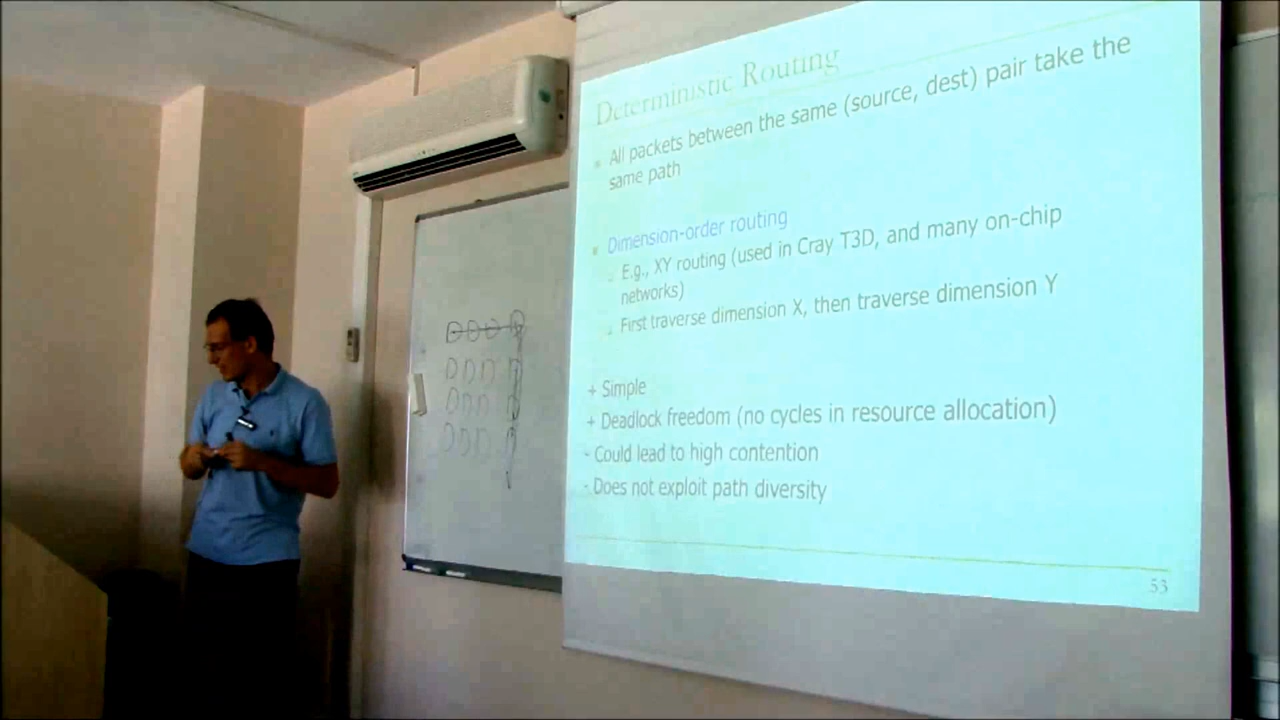 Deterministic Routing
All packets between the same (source, dest) pair take the
same path
Dimension-order routing
E.g., XY routing (used in Cray T3D, and many on-chip
networks)
First traverse dimension X, then traverse dimension Y
+ Simple
+ Deadlock freedom (no cycles in resource allocation)
- Could lead to high contention
- Does not exploit path diversity
53